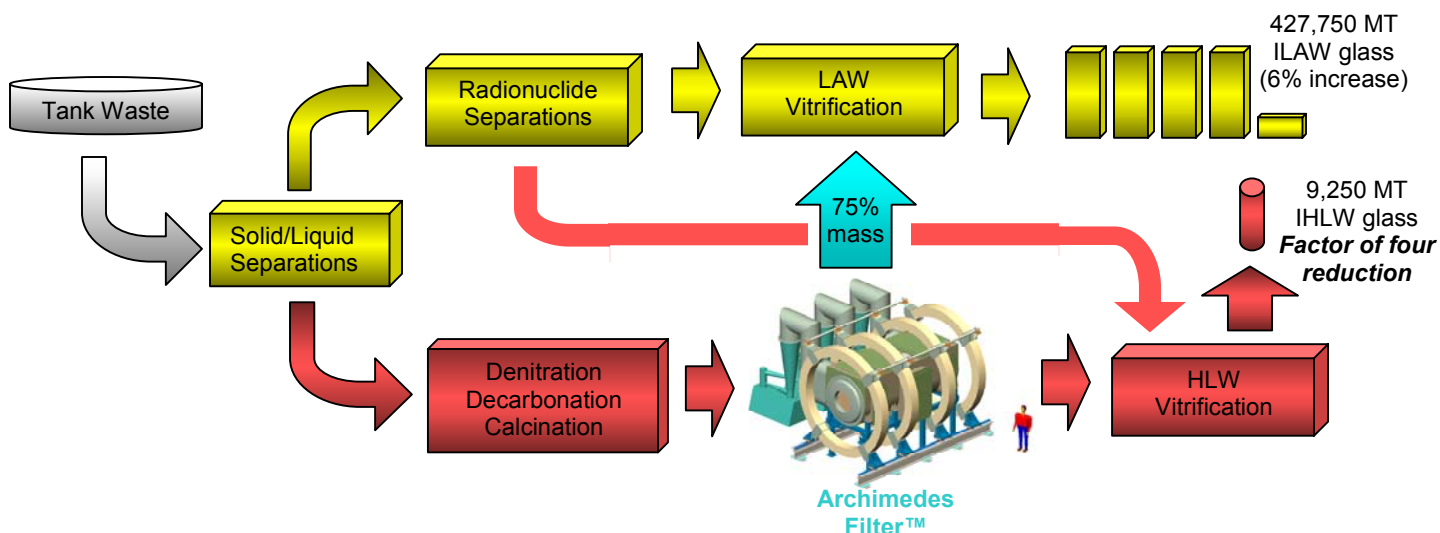 Tank Waste
Solid/Liquid
Separations
Radionuclide
Separations
LAW
Vitrification
427,750 MT
ILAW glass
(6% increase)
75%
mass
9,250 MT
IHLW glass
Factor of four
reduction
Denitration
Decarbonation
Calcination
Archimedes
Filter™
HLW
Vitrification